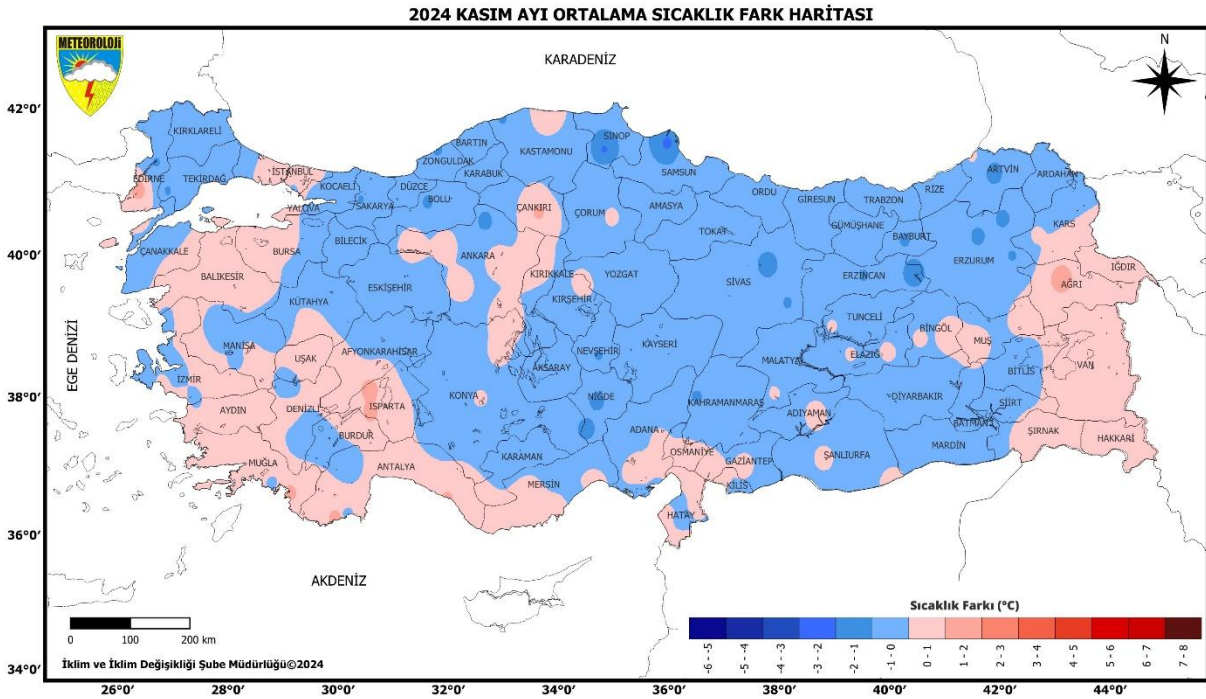 2024 KASIM AYI ORTALAMA SICAKLIK FARK HARİTASI
METEOROLOJİ
KARADENİZ
N
42°0'
40°0'
38°0'
36°0'
34°0'
EGE DENİZİ
AKDENİZ
KIRKLARELİ
EDİRNE
TEKİRDAĞ
İSTANBUL
KOCAELİ
YALOVA
SAKARYA
DÜZCE
BOLU
ZONGULDAK
BARTIN
KARABUK
KASTAMONU
SİNOP
SAMSUN
ÇANKIRI
ÇORUM
AMASYA
ORDU
GİRESUN
TRABZON
RİZE
ARTVİN
ARDAHAN
ÇANAKKALE
BALIKESİR
BURSA
BİLECİK
ESKİŞEHİR
ANKARA
KIRIKKALE
YOZGAT
TOKAT
SİVAS
GÜMÜŞHANE
BAYBURT
ERZİNCAN
ERZURUM
KARS
IĞDIR
AĞRI
KÜTAHYA
MANİSA
UŞAK
AFYONKARAHİSAR
KIRŞEHİR
NEVŞEHİR
KAYSERİ
AKSARAY
MALATYA
TUNCELİ
ELAZIĞ
BİNGÖL
MUŞ
BİTLİS
VAN
İZMİR
AYDIN
DENİZLİ
ISPARTA
BURDUR
KONYA
NİĞDE
KAHRAMANMARAŞ
ADIYAMAN
DİYARBAKIR
BATMAN
SİİRT
MARDİN
ŞIRNAK
HAKKARİ
MUĞLA
ANTALYA
KARAMAN
MERSİN
ADANA
OSMANİYE
GAZİANTEP
KİLİS
ŞANLIURFA
HATAY
0 100 200 km
İklim ve İklim Değişikliği Şube Müdürlüğü©2024
Sıcaklık Farkı (°C)
-6 - -5
-5 - -4
-4 - -3
-3 - -2
-2 - -1
-1 - 0
0 - 1
1 - 2
2 - 3
3 - 4
4 - 5
5 - 6
6 - 7
7 - 8
26°0' 28°0' 30°0' 32°0' 34°0' 36°0' 38°0' 40°0' 42°0' 44°0'